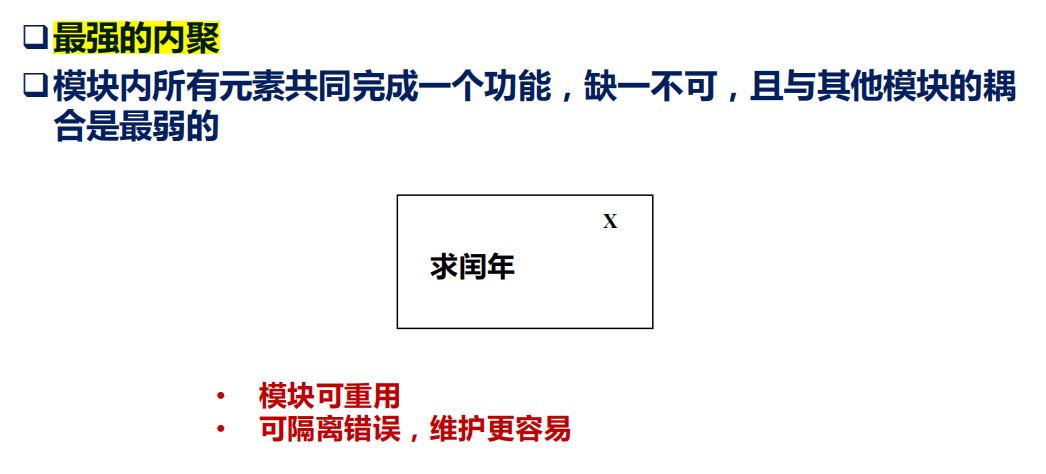 最强的内聚
模块内所有元素共同完成一个功能，缺一不可，且与其他模块的耦
合是最弱的
X
求闰年
• 模块可重用
• 可隔离错误，维护更容易